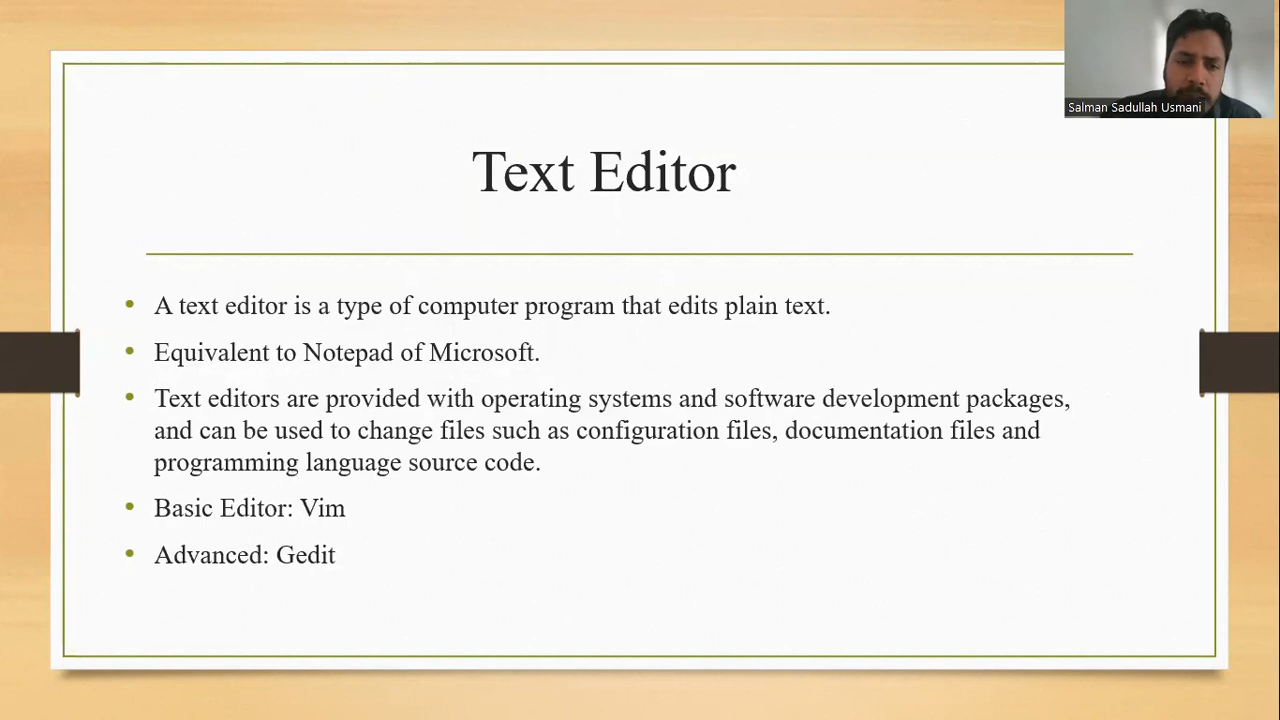 Salman Sadullah Usmani
Text Editor
A text editor is a type of computer program that edits plain text.
Equivalent to Notepad of Microsoft.
Text editors are provided with operating systems and software development packages,
and can be used to change files such as configuration files, documentation files and
programming language source code.
Basic Editor: Vim
Advanced: Gedit